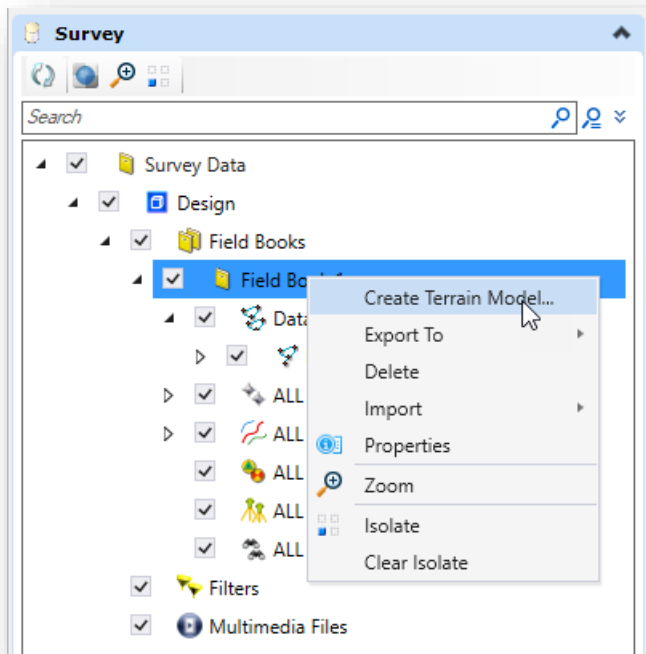 Survey
Search
Survey Data
Design
Field Books
Field Bo
Create Terrain Model...
Data
Export To
Delete
ALL
Import
ALL
Properties
ALL
Zoom
ALL
Isolate
ALL
Clear Isolate
Filters
Multimedia Files